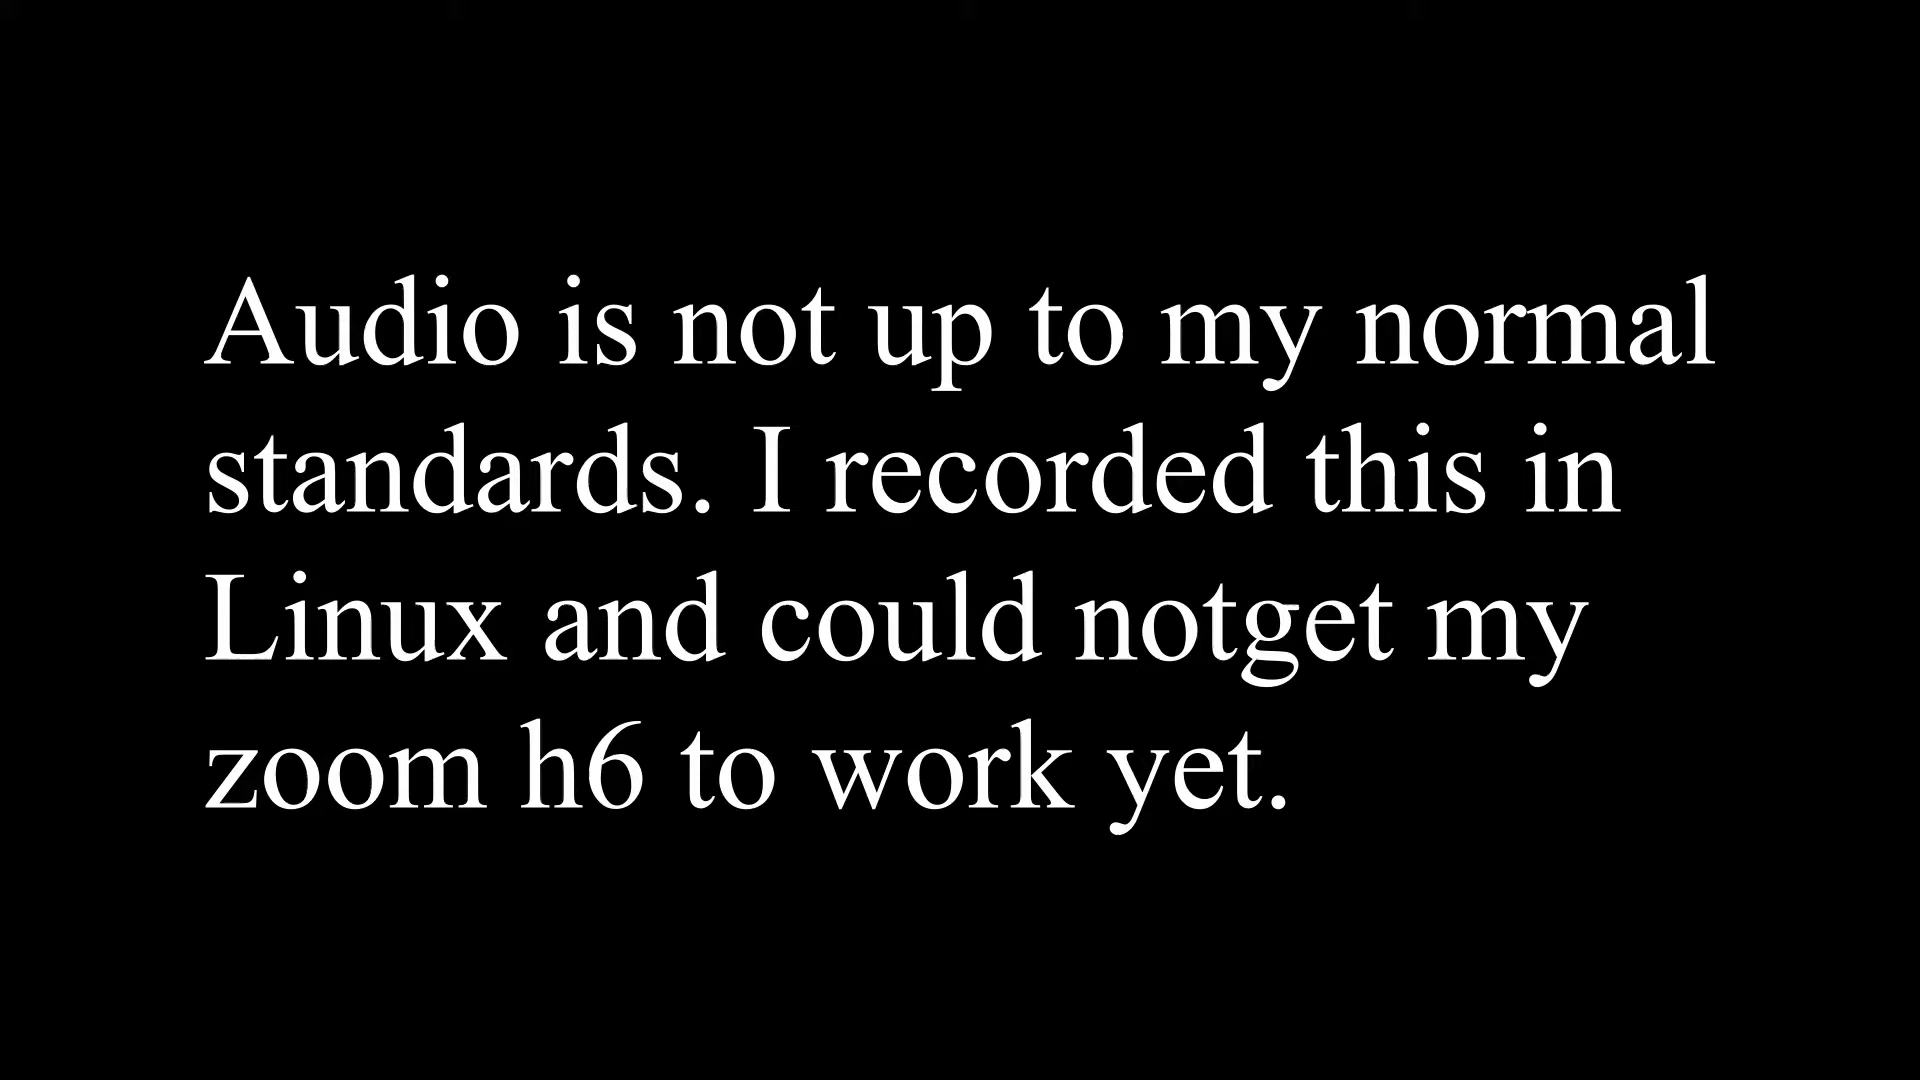 Audio is not up to my normal
standards. I recorded this in
Linux and could notget my
zoom h6 to work yet.